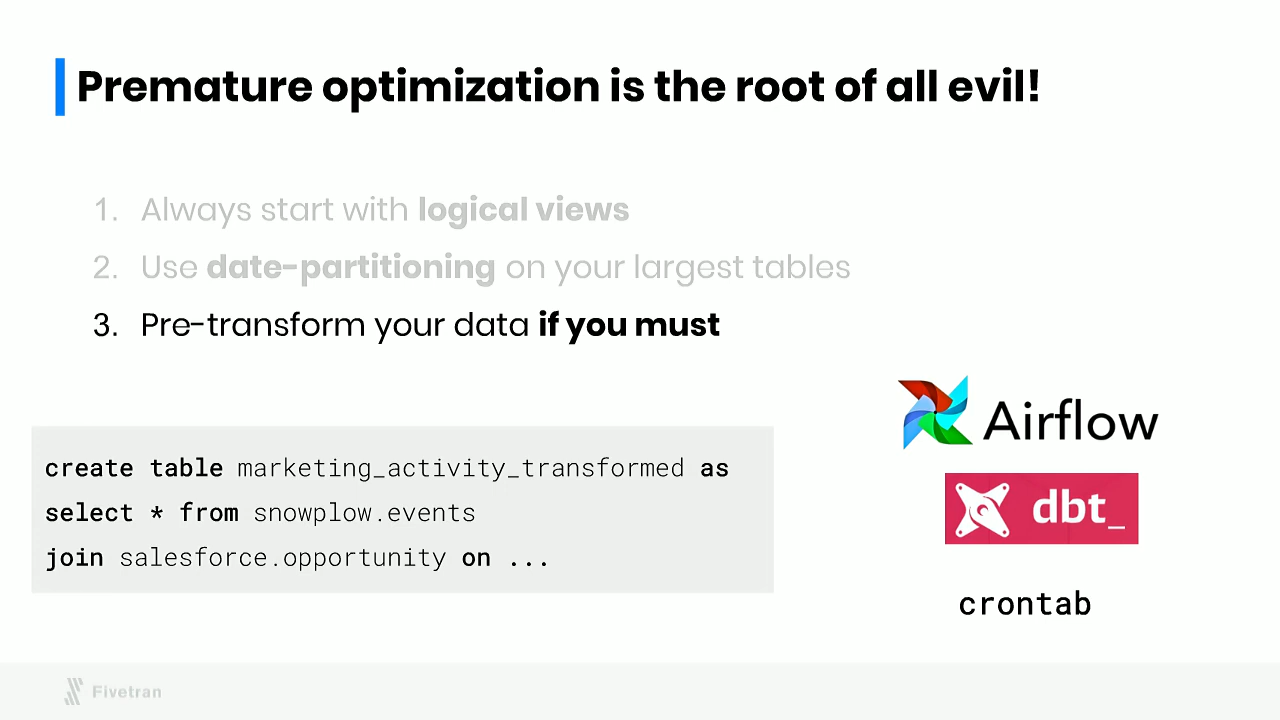 Premature optimization is the root of all evil!
1. Always start with logical views
2. Use date-partitioning on your largest tables
3. Pre-transform your data if you must
create table marketing_activity_transformed as
select * from snowplow.events
join salesforce.opportunity on ...
Airflow
dbt_
crontab
Fivetran